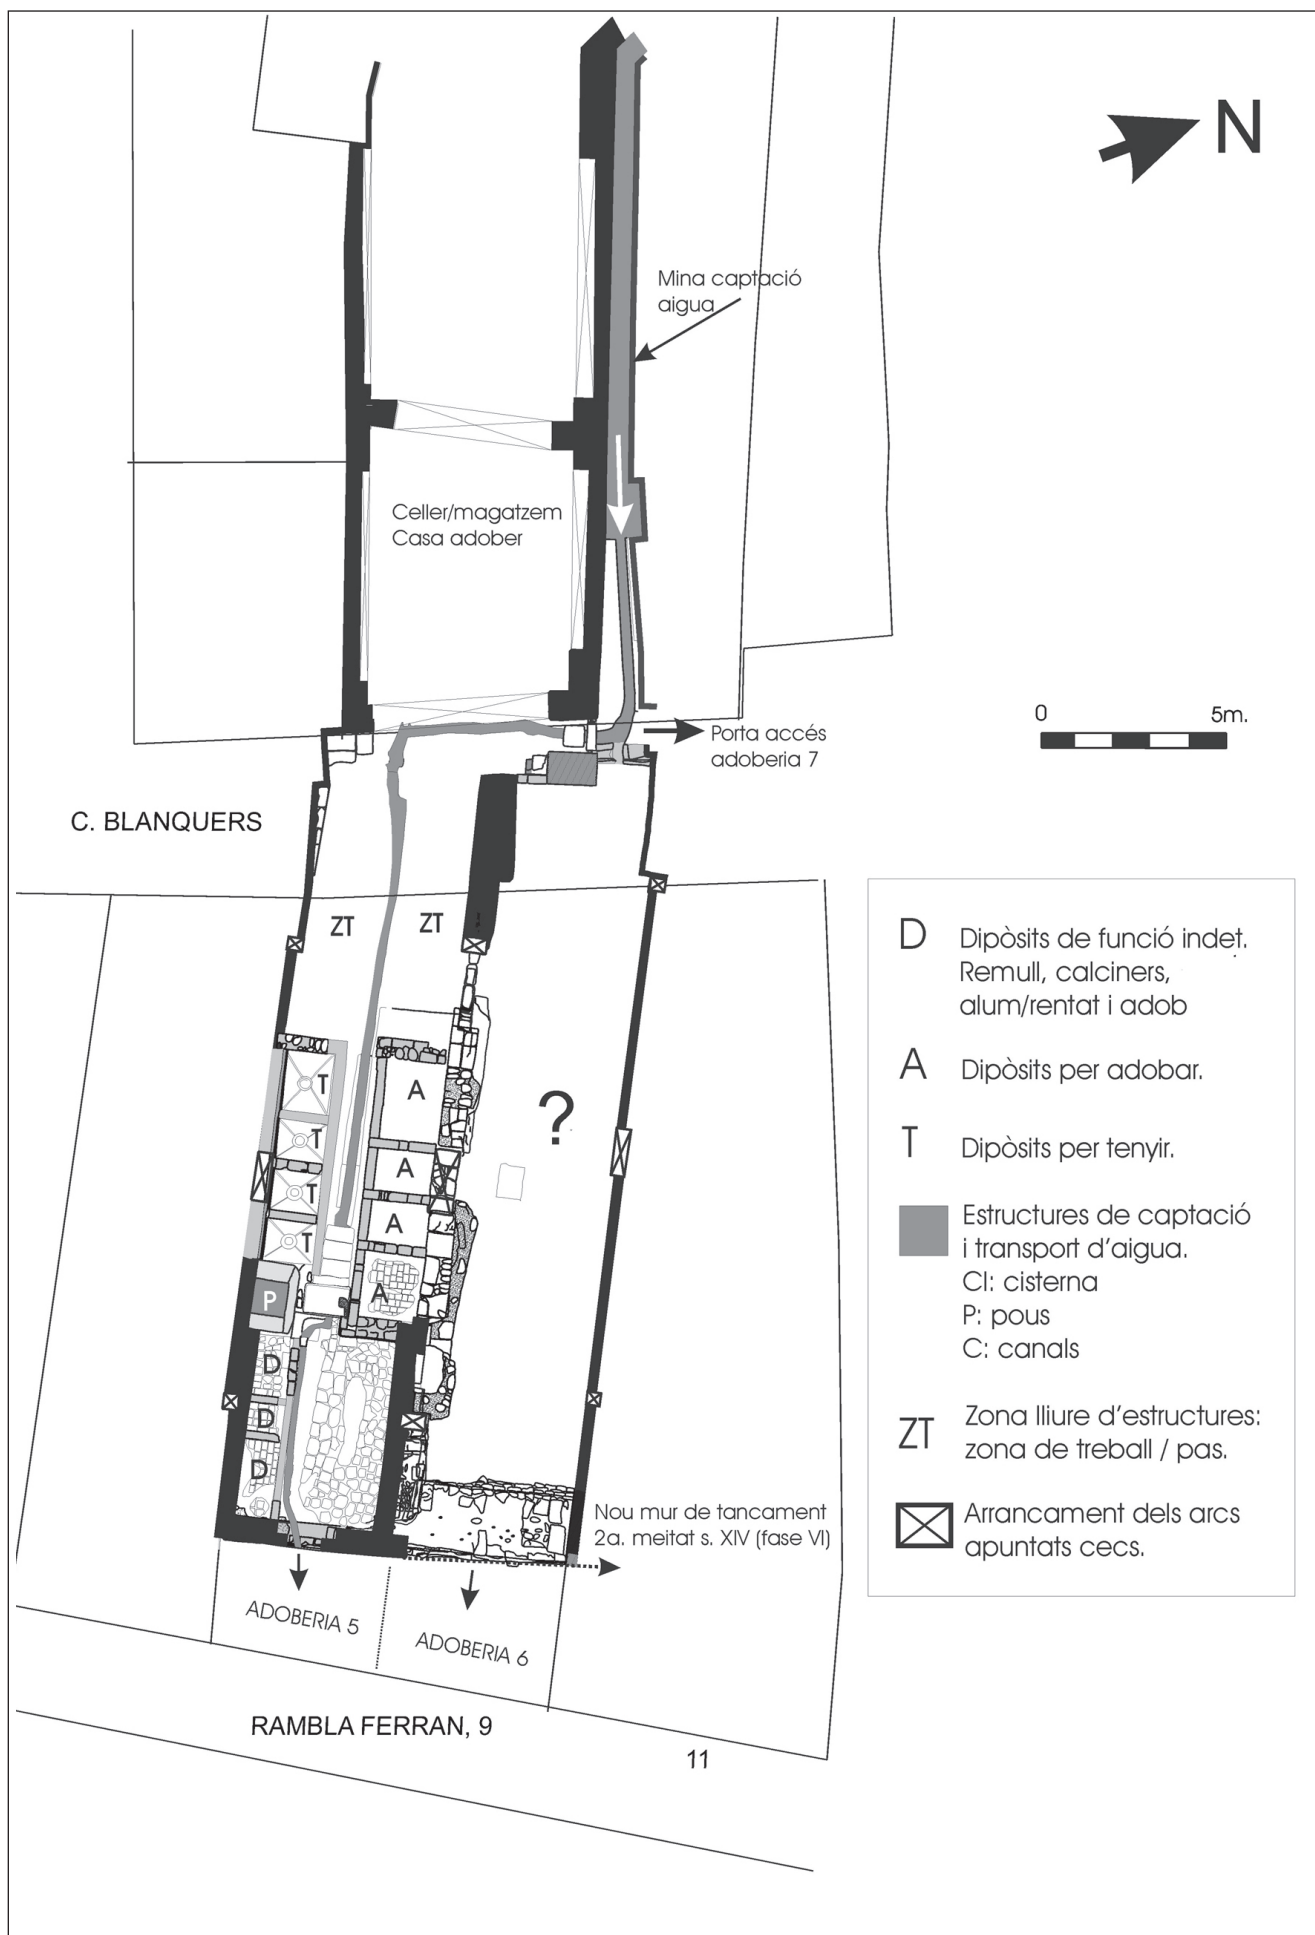 N
Mina captació
aigua
Celler/magatzem
Casa adober
0 5m.
Porta accés
adoberia 7
C. BLANQUERS
ZT ZT
T
A
T
A
T
A
T
A
P
D
D
D
?
D Dipòsits de funció indet.
Remull, calciners,
alum/rentat i adob
A Dipòsits per adobar.
T Dipòsits per tenyir.
Estructures de captació
i transport d'aigua.
CI: cisterna
P: pous
C: canals
ZT Zona lliure d'estructures:
zona de treball / pas.
Arrancament dels arcs
apuntats cecs.
Nou mur de tancament
2a. meitat s. XIV (fase VI)
ADOBERIA 5
ADOBERIA 6
RAMBLA FERRAN, 9
11